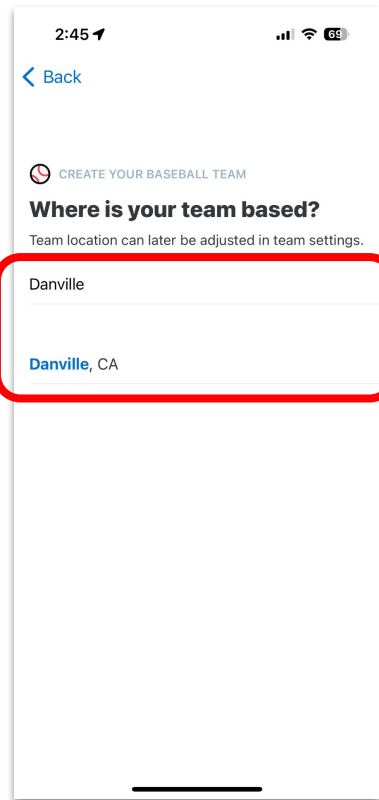 2:45
69
Back
CREATE YOUR BASEBALL TEAM
Where is your team based?
Team location can later be adjusted in team settings.
Danville
Danville, CA